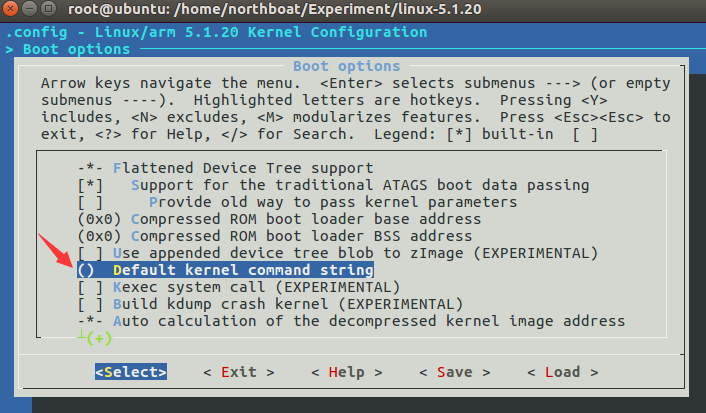 root@ubuntu: /home/northboat/Experiment/linux-5.1.20
.config - Linux/arm 5.1.20 Kernel Configuration
> Boot options
Boot options
Arrow keys navigate the menu.  <Enter> selects submenus ---> (or empty
submenus ----).  Highlighted letters are hotkeys.  Pressing <Y>
includes, <N> excludes, <M> modularizes features.  Press <Esc><Esc> to
exit, <?> for Help, </> for Search.  Legend: [*] built-in  [ ]
-*- Flattened Device Tree support
[*]   Support for the traditional ATAGS boot data passing
[ ]     Provide old way to pass kernel parameters
(0x0) Compressed ROM boot loader base address
(0x0) Compressed ROM boot loader BSS address
[ ] Use appended device tree blob to zImage (EXPERIMENTAL)
()  Default kernel command string
[ ] Kexec system call (EXPERIMENTAL)
[ ] Build kdump crash kernel (EXPERIMENTAL)
-*- Auto calculation of the decompressed kernel image address
(+)
<Select>    < Exit >    < Help >    < Save >    < Load >